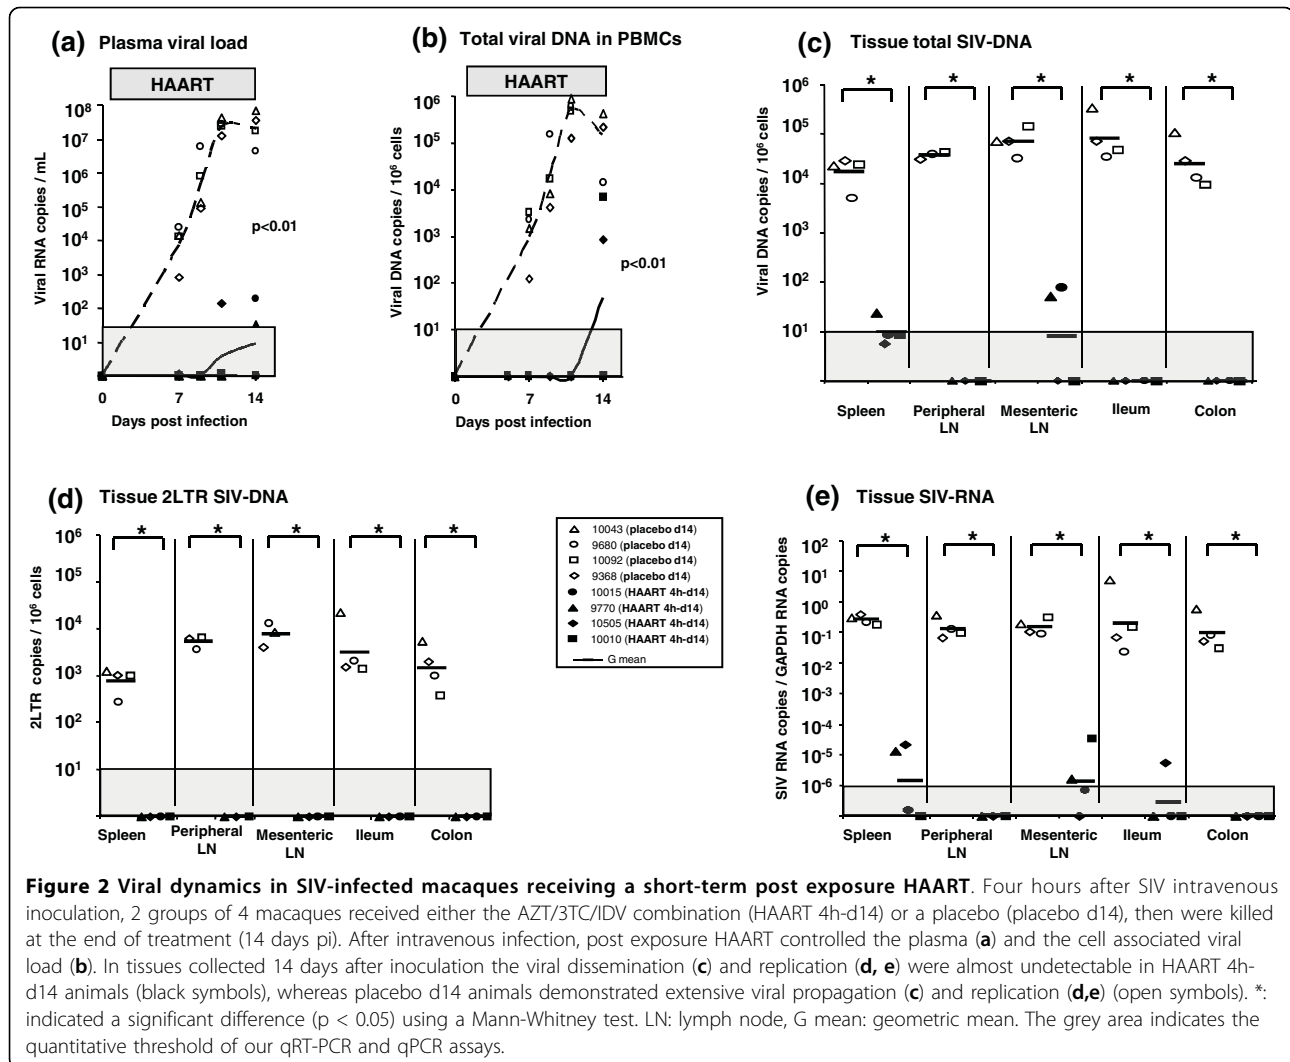 (a) Plasma viral load
HAART
Viral RNA copies / mL
10⁸
10⁷
10⁶
10⁵
10⁴
10³
10²
10¹
p<0.01
0 7 14
Days post infection
(b) Total viral DNA in PBMCs
HAART
Viral DNA copies / 10⁶ cells
10⁶
10⁵
10⁴
10³
10²
10¹
p<0.01
0 7 14
Days post infection
(c) Tissue total SIV-DNA
* * * * *
Viral DNA copies / 10⁶ cells
10⁶
10⁵
10⁴
10³
10²
10¹
Spleen Peripheral LN Mesenteric LN Ileum Colon
(d) Tissue 2LTR SIV-DNA
* * * * *
2LTR copies / 10⁶ cells
10⁶
10⁵
10⁴
10³
10²
10¹
Spleen Peripheral LN Mesenteric LN Ileum Colon
10043 (placebo d14)
9680 (placebo d14)
10092 (placebo d14)
9368 (placebo d14)
10015 (HAART 4h-d14)
9770 (HAART 4h-d14)
10505 (HAART 4h-d14)
10010 (HAART 4h-d14)
G mean
(e) Tissue SIV-RNA
* * * * *
SIV RNA copies / GAPDH RNA copies
10²
10¹
10⁰
10⁻¹
10⁻²
10⁻³
10⁻⁴
10⁻⁵
10⁻⁶
Spleen Peripheral LN Mesenteric LN Ileum Colon
Figure 2 Viral dynamics in SIV-infected macaques receiving a short-term post exposure HAART. Four hours after SIV intravenous
inoculation, 2 groups of 4 macaques received either the AZT/3TC/IDV combination (HAART 4h-d14) or a placebo (placebo d14), then were killed
at the end of treatment (14 days pi). After intravenous infection, post exposure HAART controlled the plasma (a) and the cell associated viral
load (b). In tissues collected 14 days after inoculation the viral dissemination (c) and replication (d, e) were almost undetectable in HAART 4h-
d14 animals (black symbols), whereas placebo d14 animals demonstrated extensive viral propagation (c) and replication (d,e) (open symbols). *:
indicated a significant difference (p < 0.05) using a Mann-Whitney test. LN: lymph node, G mean: geometric mean. The grey area indicates the
quantitative threshold of our qRT-PCR and qPCR assays.